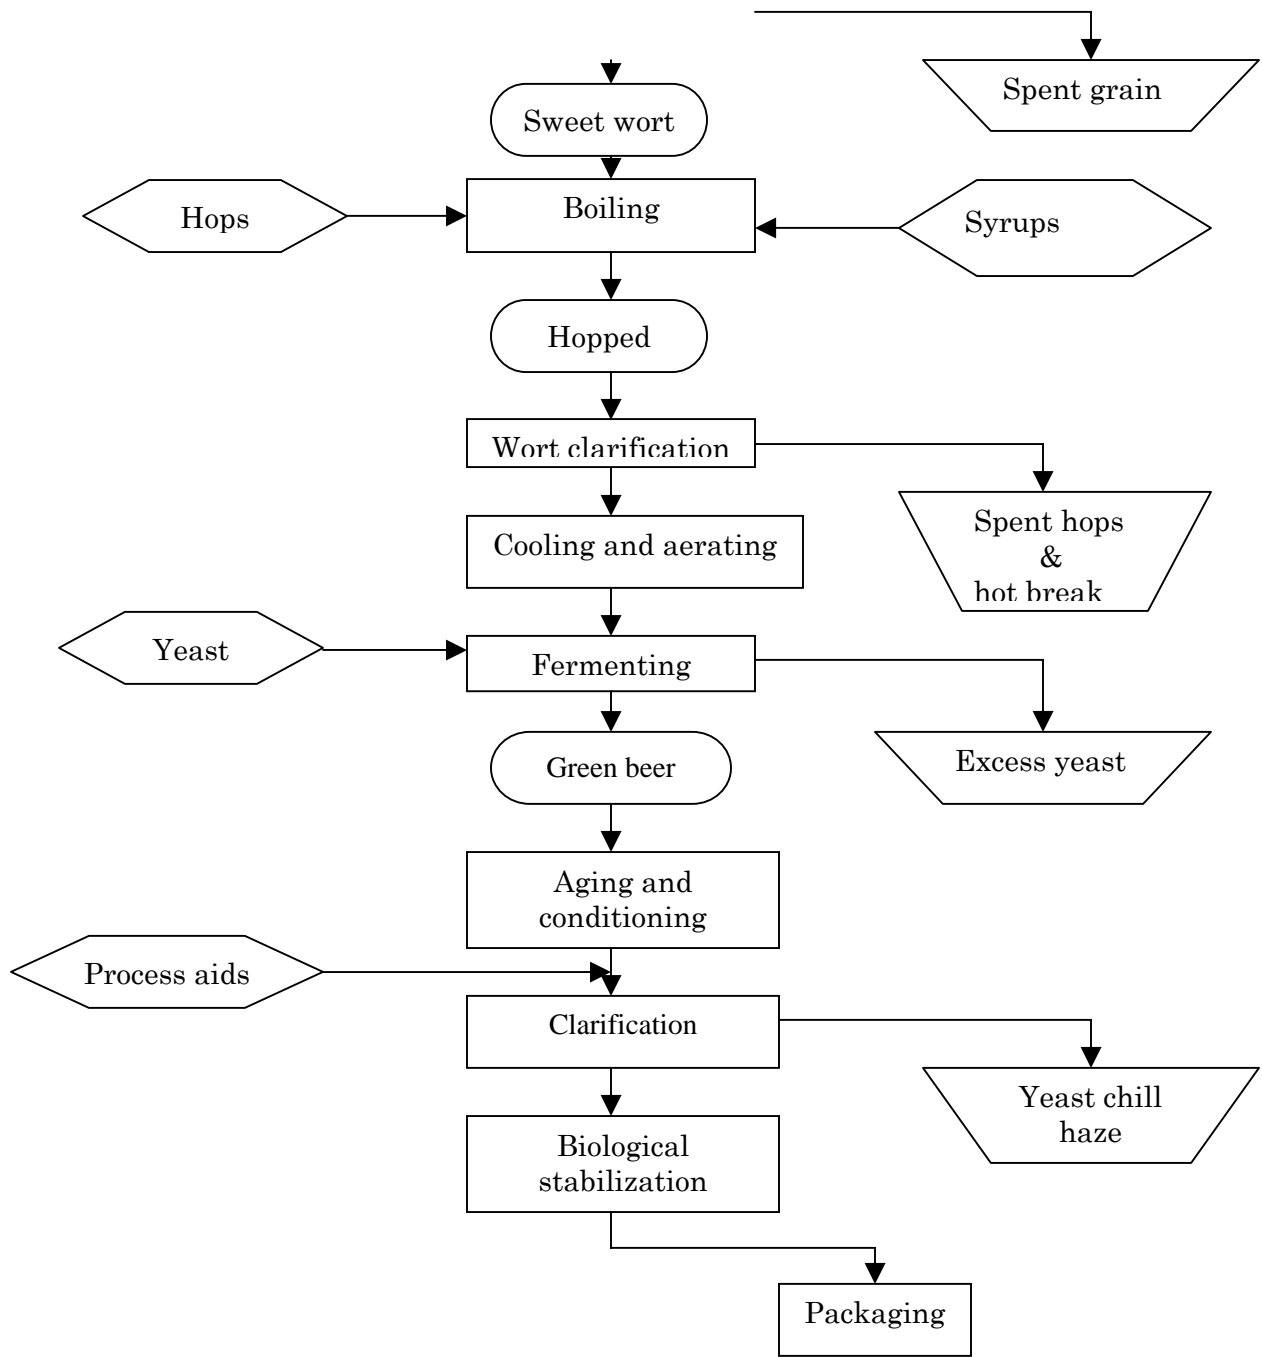 Spent grain
Sweet wort
Boiling
Hops
Syrups
Hopped
Wort clarification
Spent hops
&
hot break
Cooling and aerating
Yeast
Fermenting
Green beer
Excess yeast
Aging and
conditioning
Process aids
Clarification
Yeast chill
haze
Biological
stabilization
Packaging